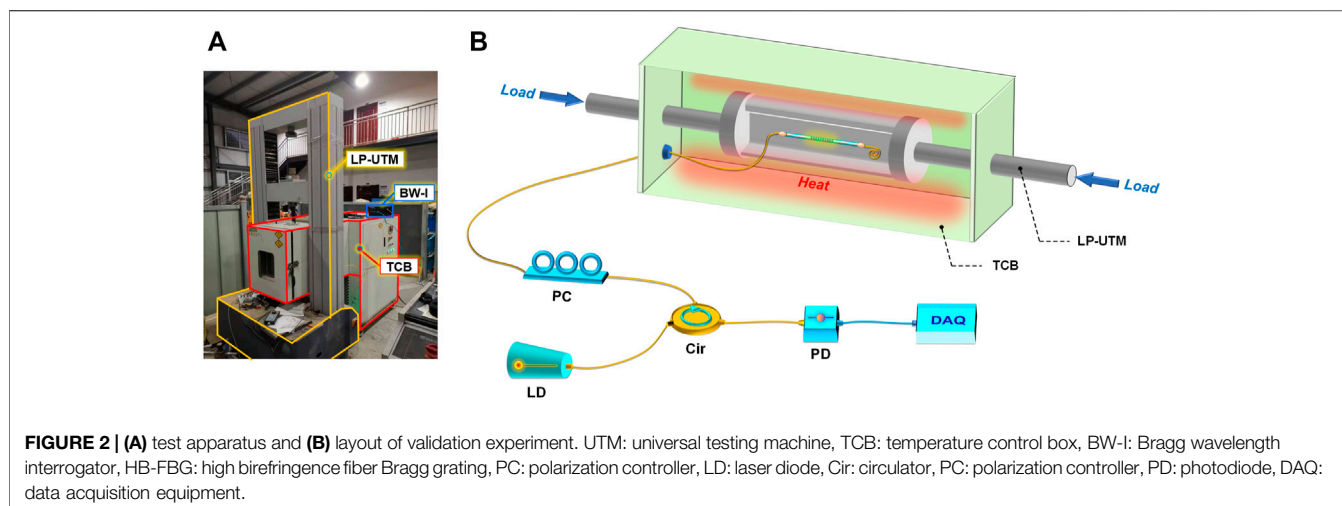 A
B
LP-UTM
BW-I
TCB
Load
Heat
Load
LP-UTM
TCB
PC
Cir
PD
DAQ
LD
FIGURE 2 | (A) test apparatus and (B) layout of validation experiment. UTM: universal testing machine, TCB: temperature control box, BW-I: Bragg wavelength
interrogator, HB-FBG: high birefringence fiber Bragg grating, PC: polarization controller, LD: laser diode, Cir: circulator, PC: polarization controller, PD: photodiode, DAQ:
data acquisition equipment.